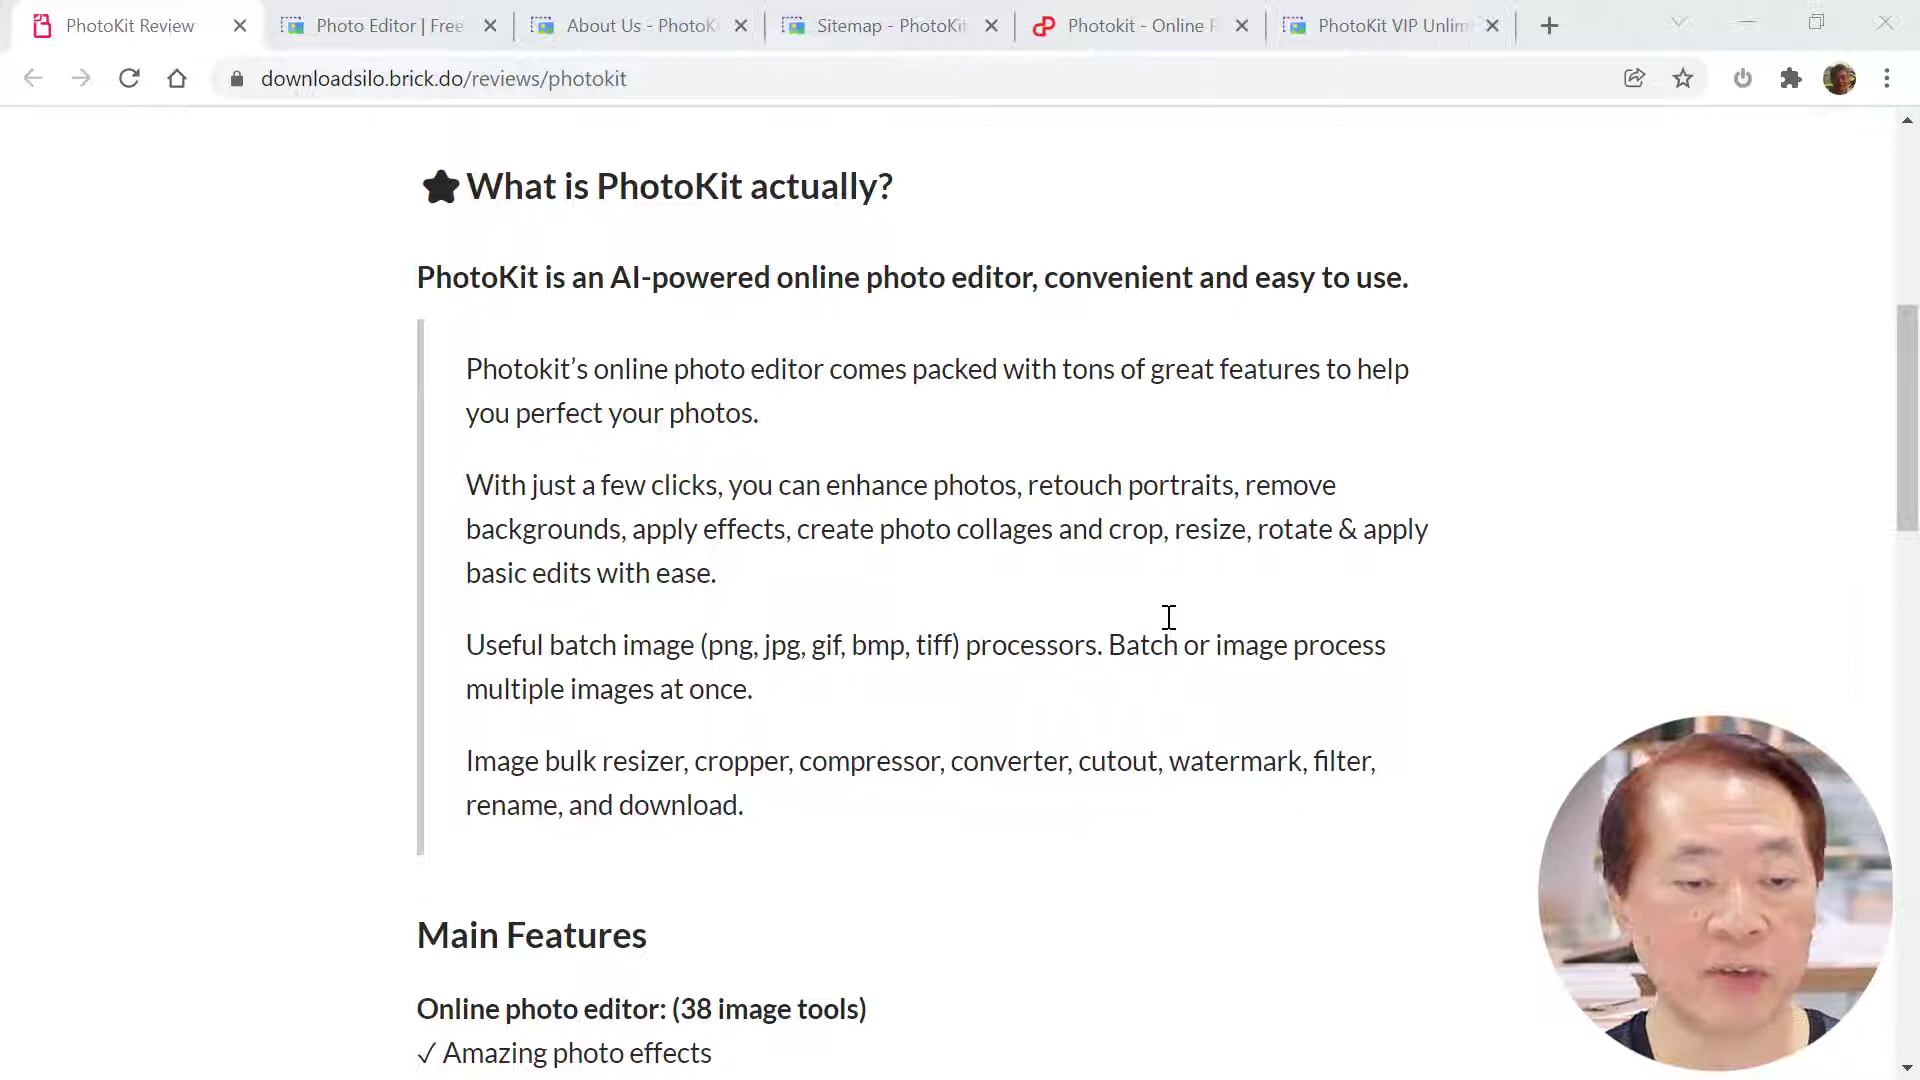 PhotoKit Review
Photo Editor | Free
About Us - PhotoK
Sitemap - PhotoKit
Photokit - Online P
PhotoKit VIP Unlim
downloadsilo.brick.do/reviews/photokit
What is PhotoKit actually?
PhotoKit is an AI-powered online photo editor, convenient and easy to use.
Photokit’s online photo editor comes packed with tons of great features to help
you perfect your photos.
With just a few clicks, you can enhance photos, retouch portraits, remove
backgrounds, apply effects, create photo collages and crop, resize, rotate & apply
basic edits with ease.
Useful batch image (png, jpg, gif, bmp, tiff) processors. Batch or image process
multiple images at once.
Image bulk resizer, cropper, compressor, converter, cutout, watermark, filter,
rename, and download.
Main Features
Online photo editor: (38 image tools)
✓ Amazing photo effects